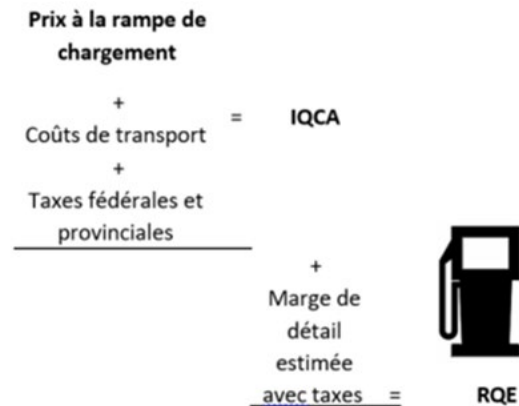 Prix à la rampe de
chargement
+
Coûts de transport
= IQCA
+
Taxes fédérales et
provinciales
+
Marge de
détail
estimée
avec taxes = RQE